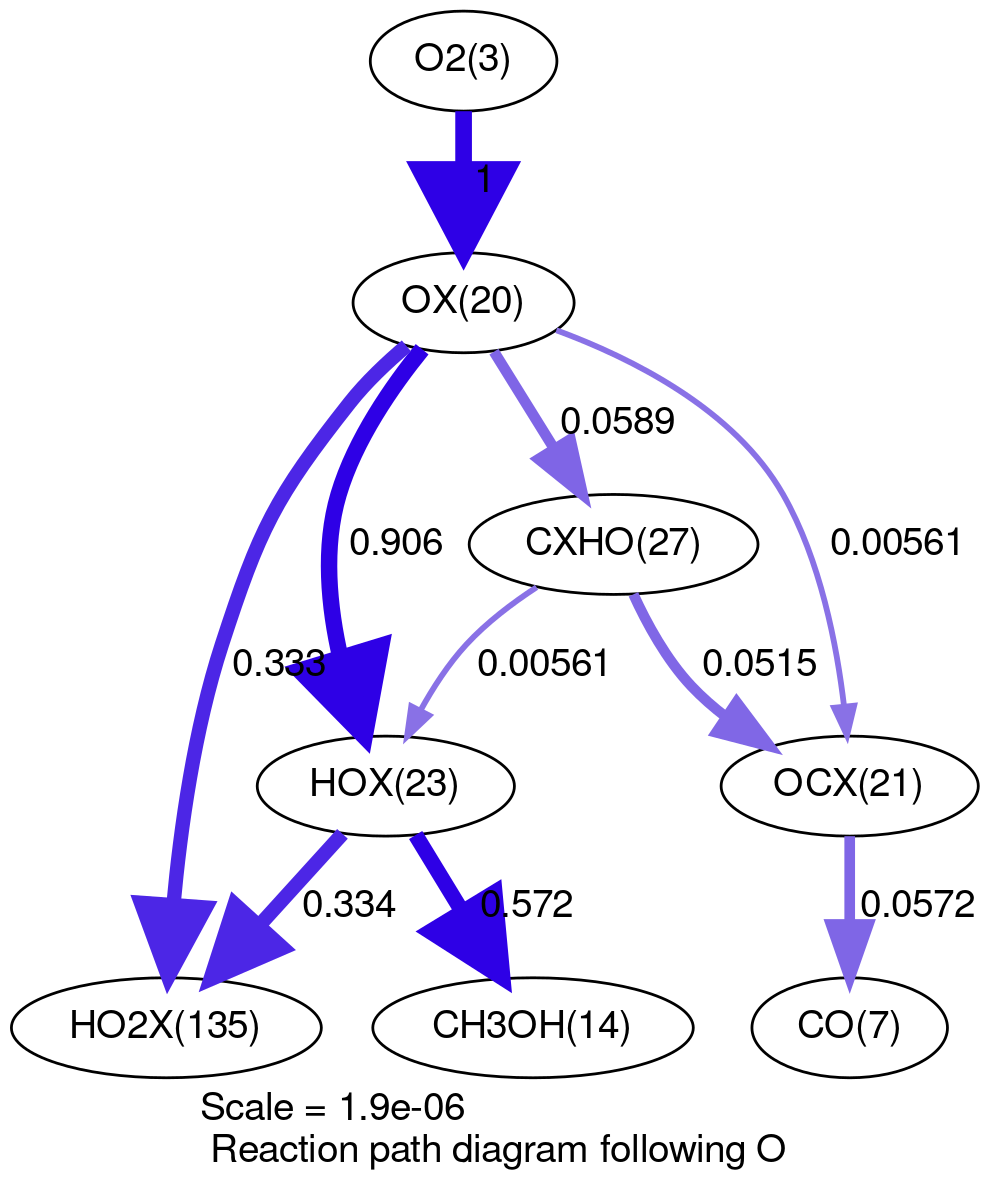 O2(3)
1
OX(20)
0.0589
0.906
CXHO(27)
0.00561
0.333
0.00561
0.0515
HOX(23)
OCX(21)
0.334
0.572
0.0572
HO2X(135)
CH3OH(14)
CO(7)
Scale = 1.9e-06
Reaction path diagram following O